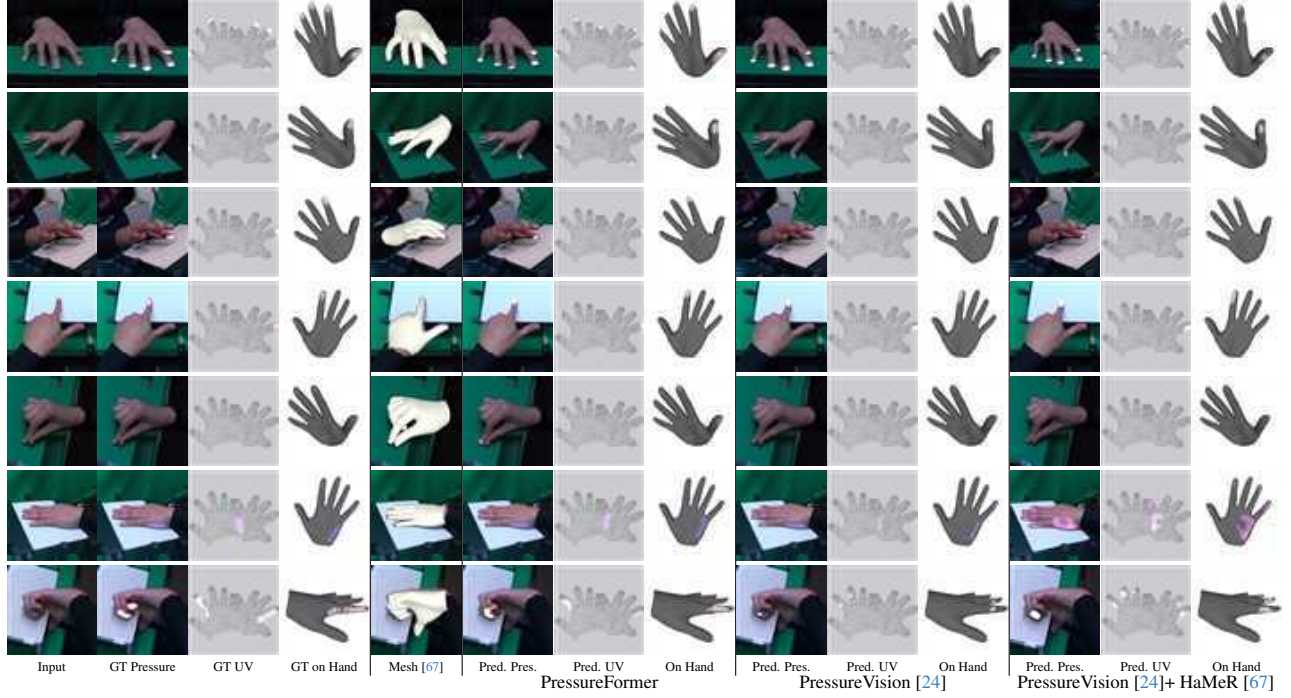 Input GT Pressure GT UV GT on Hand Mesh [67] Pred. Pres. Pred. UV On Hand Pred. Pres. Pred. UV On Hand Pred. Pres. Pred. UV On Hand
PressureFormer PressureVision [24] PressureVision [24]+ HaMeR [67]